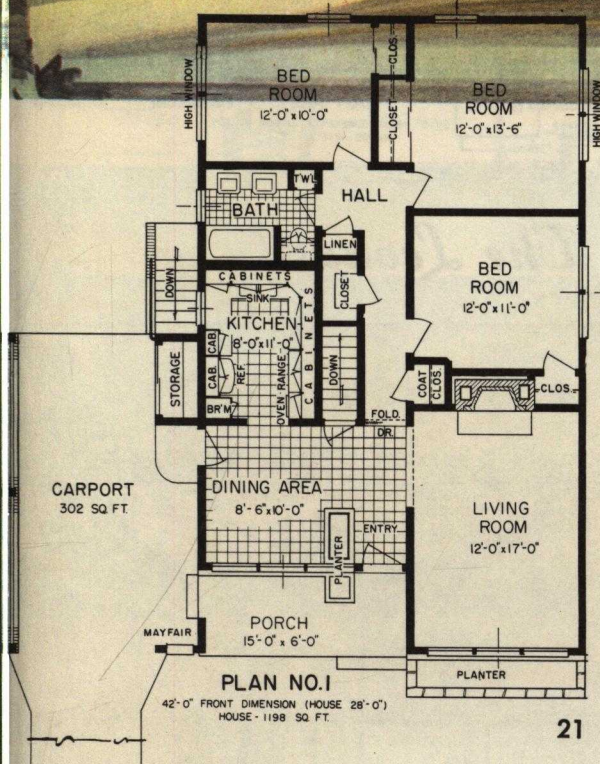 HIGH WINDOW
BED
ROOM
12'-0" x 10'-0"
CLOS.
CLOSET
BED
ROOM
12'-0" x 13'-6"
HIGH WINDOW
TWL
BATH
HALL
LINEN
DOWN
CABINETS
SINK
KITCHEN
8'-0" x 11'-0"
CABINETS
CLOSET
BED
ROOM
12'-0" x 11'-0"
STORAGE
CAB.
CAB.
REF
BR'M
OVEN-RANGE
DOWN
COAT
CLOS.
CLOS.
FOLD.
DR.
CARPORT
302 SQ. FT.
DINING AREA
8'-6" x 10'-0"
ENTRY
PLANTER
LIVING
ROOM
12'-0" x 17'-0"
PORCH
15'-0" x 6'-0"
MAYFAIR
PLANTER
PLAN NO. 1
42'-0" FRONT DIMENSION (HOUSE 28'-0")
HOUSE - 1198 SQ. FT.
21